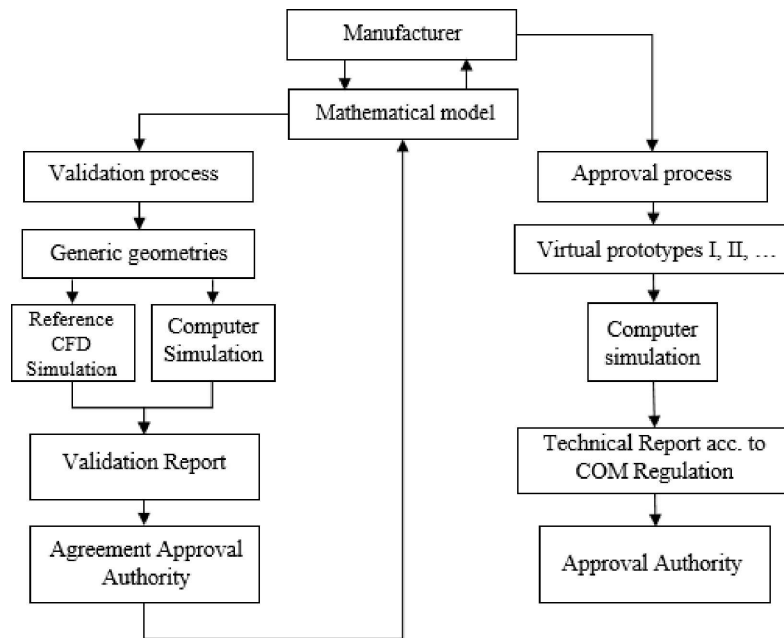 Manufacturer
Mathematical model
Validation process
Generic geometries
Reference
CFD
Simulation
Computer
Simulation
Validation Report
Agreement Approval
Authority
Approval process
Virtual prototypes I, II, …
Computer
simulation
Technical Report acc. to
COM Regulation
Approval Authority